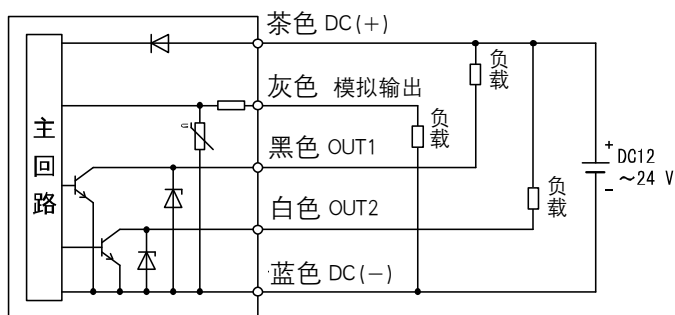 茶色 DC(+)
灰色 模拟输出
负载
负载
主回路
黑色 OUT1
DC12
～24 V
负载
白色 OUT2
蓝色 DC(-)
+
-
U